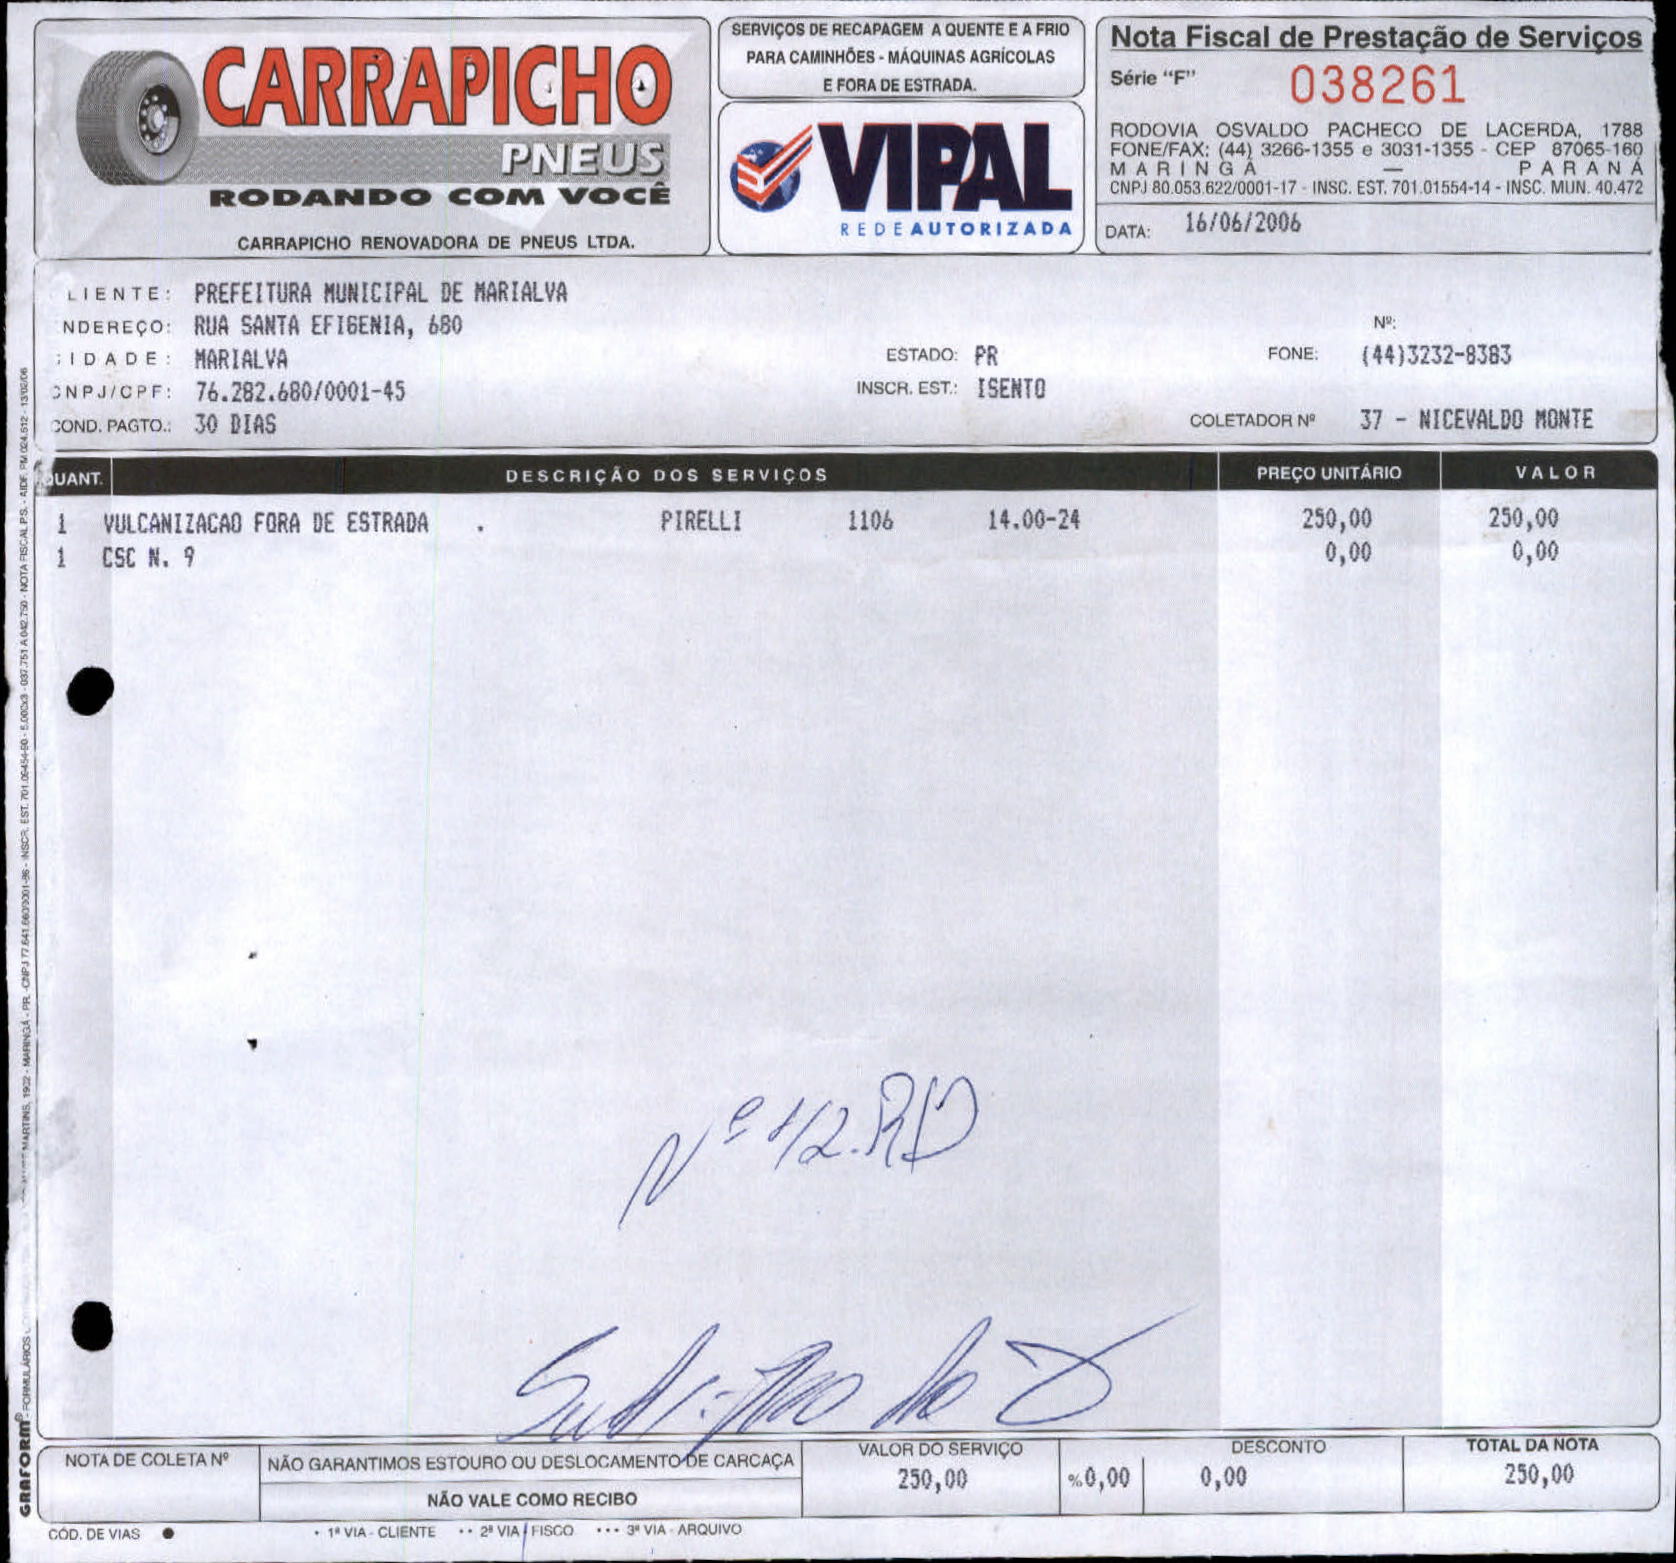 CARRAPICHO
PNEUS
RODANDO COM VOCÊ
CARRAPICHO RENOVADORA DE PNEUS LTDA.
SERVIÇOS DE RECAPAGEM A QUENTE E A FRIO
PARA CAMINHÕES - MÁQUINAS AGRÍCOLAS
E FORA DE ESTRADA.
VIPAL
REDE AUTORIZADA
Nota Fiscal de Prestação de Serviços
Série “F” 038261
RODOVIA OSVALDO PACHECO DE LACERDA, 1788
FONE/FAX: (44) 3266-1355 e 3031-1355 - CEP 87065-160
MARINGÁ — PARANÁ
CNPJ 80.053.622/0001-17 - INSC. EST. 701.01554-14 - INSC. MUN. 40.472
DATA: 16/06/2006
LIENTE: PREFEITURA MUNICIPAL DE MARIALVA
NDEREÇO: RUA SANTA EFIGENIA, 680 Nº:
IDADE: MARIALVA ESTADO: PR FONE: (44)3232-8383
CNPJ/CPF: 76.282.680/0001-45 INSCR. EST.: ISENTO
COND. PAGTO.: 30 DIAS COLETADOR Nº 37 - NICEVALDO MONTE
QUANT. DESCRIÇÃO DOS SERVIÇOS PREÇO UNITÁRIO VALOR
1 VULCANIZACAO FORA DE ESTRADA . PIRELLI 1106 14.00-24 250,00 250,00
1 CSC N. 9 0,00 0,00
NOTA DE COLETA Nº
NÃO GARANTIMOS ESTOURO OU DESLOCAMENTO DE CARCAÇA
NÃO VALE COMO RECIBO
VALOR DO SERVIÇO
250,00
%0,00
DESCONTO
0,00
TOTAL DA NOTA
250,00
CÓD. DE VIAS ● • 1ª VIA - CLIENTE •• 2ª VIA FISCO ••• 3ª VIA - ARQUIVO
GRAFORM®